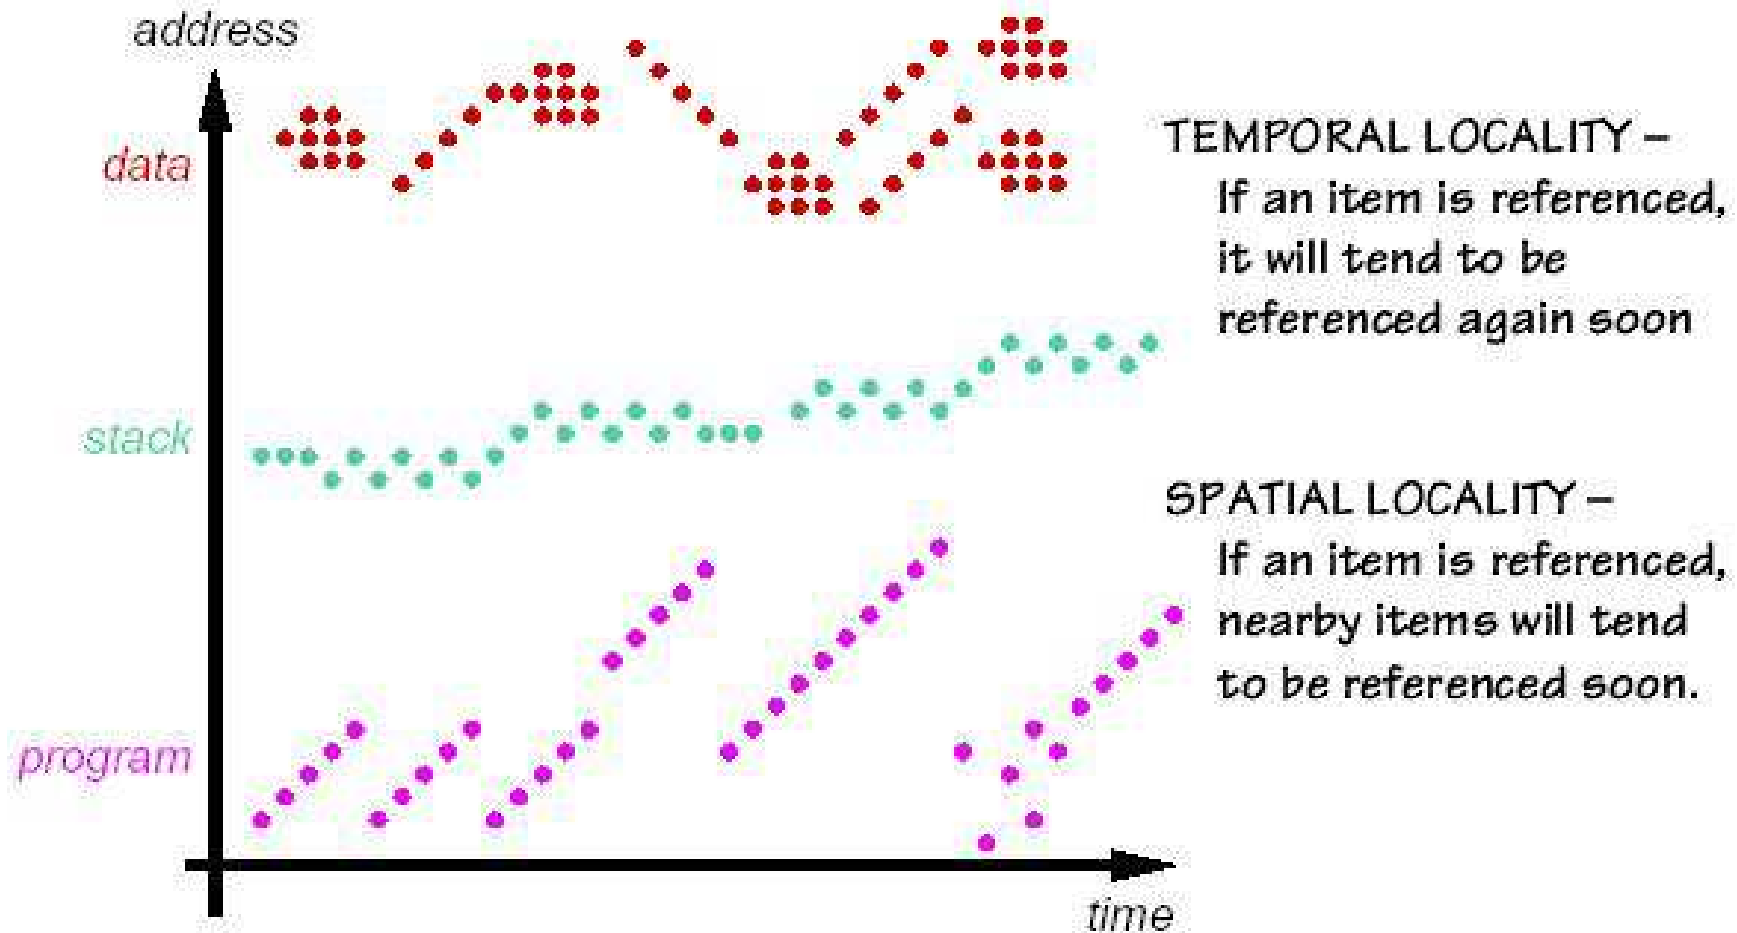 address
data
TEMPORAL LOCALITY –
If an item is referenced,
it will tend to be
referenced again soon
stack
SPATIAL LOCALITY –
If an item is referenced,
nearby items will tend
to be referenced soon.
program
time